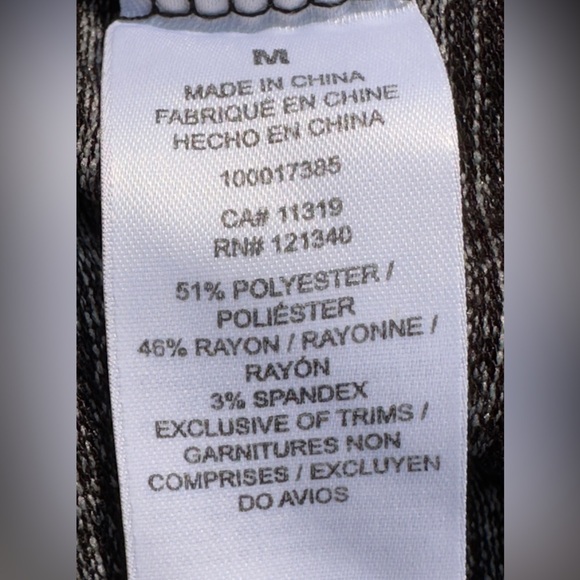 M
MADE IN CHINA
FABRIQUE EN CHINE
HECHO EN CHINA
100017385
CA# 11319
RN# 121340
51% POLYESTER /
POLIÉSTER
46% RAYON / RAYONNE /
RAYÓN
3% SPANDEX
EXCLUSIVE OF TRIMS /
GARNITURES NON
COMPRISES / EXCLUYEN
DO AVIOS